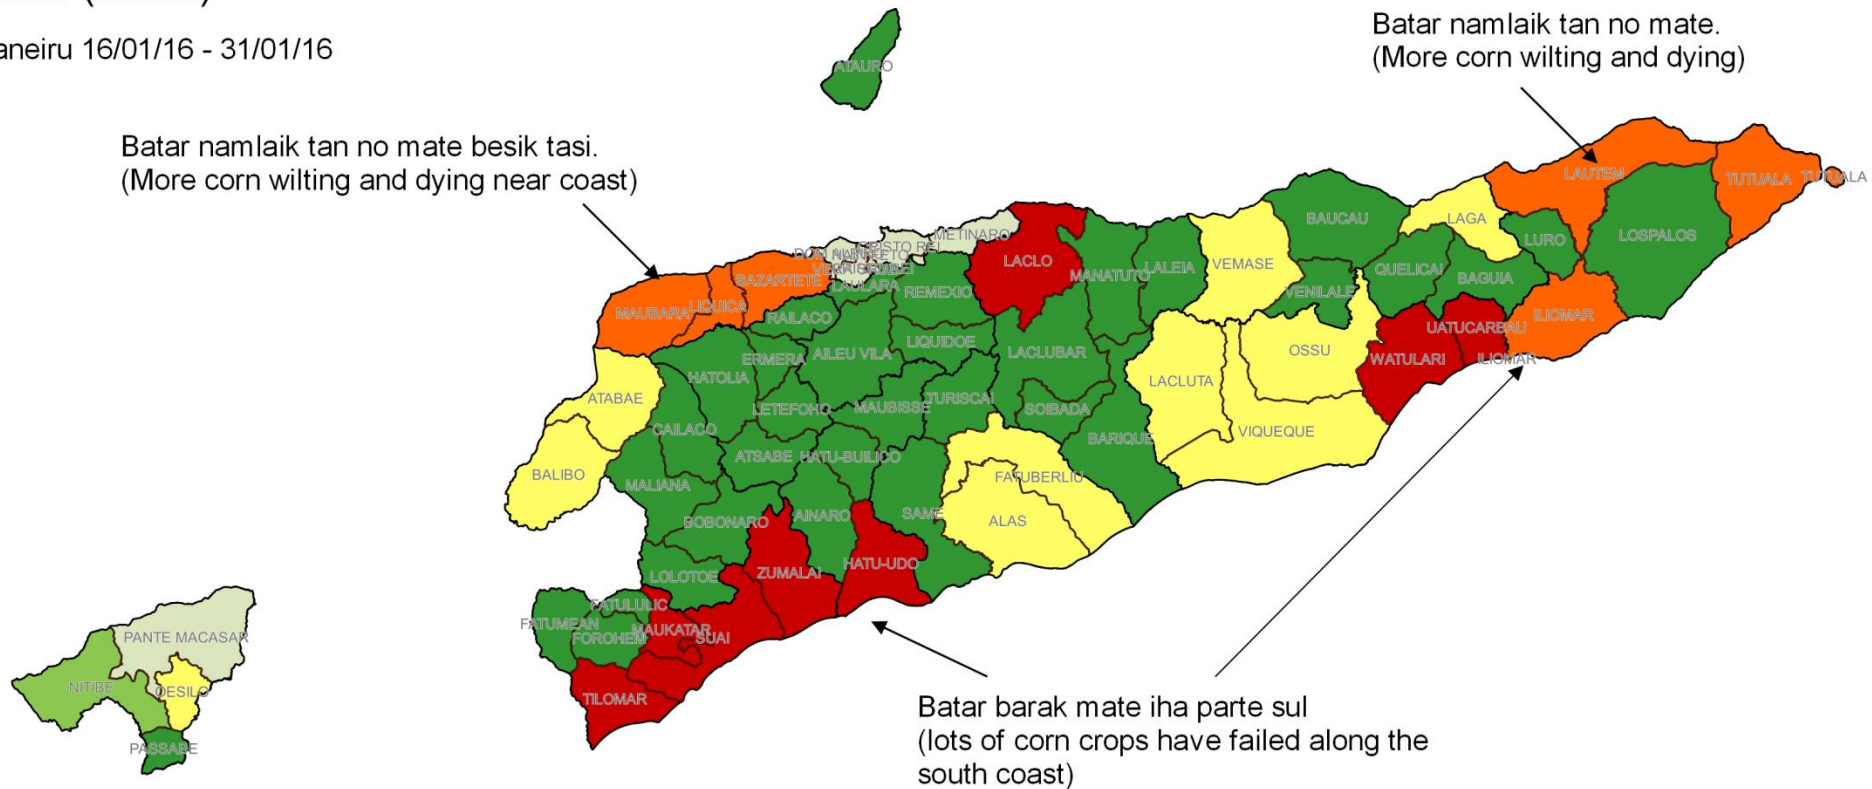 aneiru 16/01/16 - 31/01/16
Batar namlaik tan no mate.
(More corn wilting and dying)
Batar namlaik tan no mate besik tasi.
(More corn wilting and dying near coast)
ATAURO
LAUTEM
TUTUALA
TUTUALA
BAUCAU
LAGA
LURO
LOSPALOS
METINARO
CRISTO REI
LACLO
MANATUTO
LALEIA
VEMASE
VENILALE
QUELICAI
BAGUIA
BAZARTETE
LAULARA
REMEXIO
MAUBARA
LIQUICA
RAILACO
UATUCARBAU
ILIOMAR
ERMERA
AILEU VILA
LIQUIDOE
LACLUBAR
OSSU
WATULARI
ILIOMAR
HATOLIA
LACLUTA
ATABAE
LETEFOHO
MAUBISSE
TURISCAI
SOIBADA
CAILACO
BARIQUE
VIQUEQUE
ATSABE
HATU-BUILICO
BALIBO
MALIANA
FATUBERLIU
BOBONARO
AINARO
SAME
ALAS
LOLOTOE
ZUMALAI
HATU-UDO
FATULULIC
FATUMEAN
FOROHEM
MAUKATAR
SUAI
TILOMAR
PANTE MACASAR
NITIBE
OESILO
PASSABE
Batar barak mate iha parte sul
(lots of corn crops have failed along the
south coast)